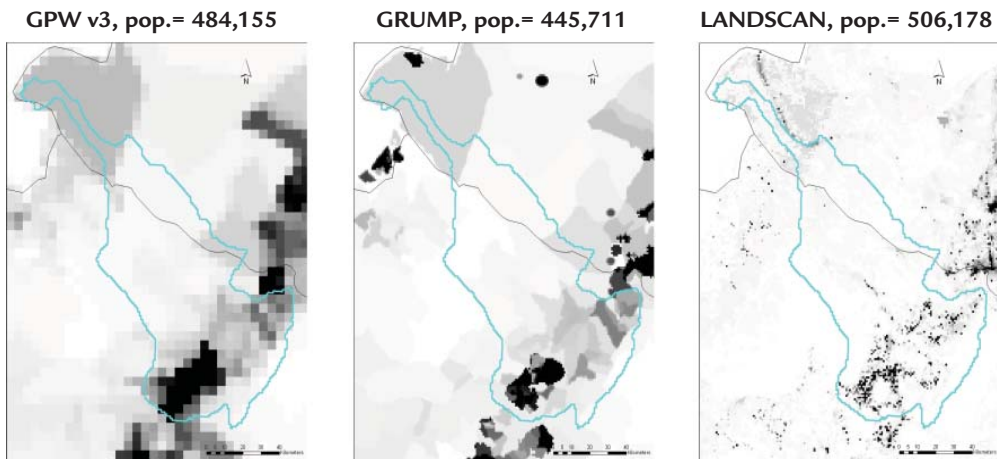 GPW v3, pop.= 484,155
GRUMP, pop.= 445,711
LANDSCAN, pop.= 506,178
N
N
N